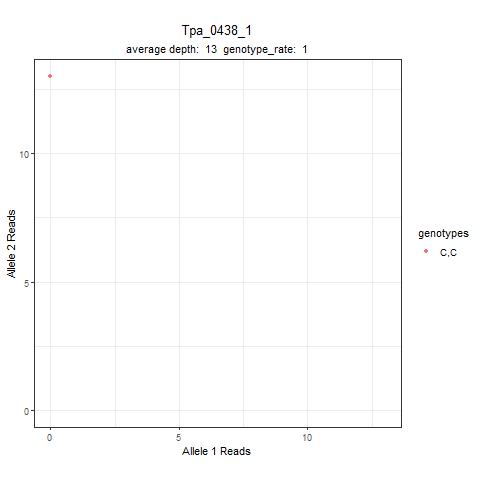 Tpa_0438_1
average depth:  13  genotype_rate:  1
10
5
0
0
5
10
Allele 2 Reads
Allele 1 Reads
genotypes
C,C